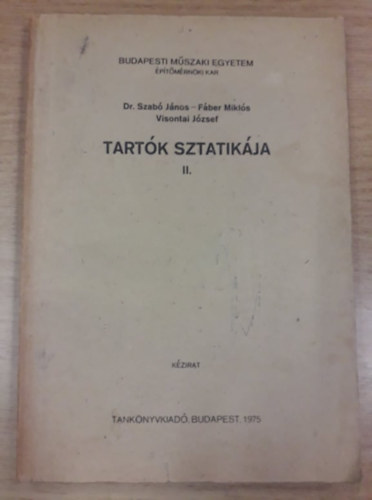 BUDAPESTI MŰSZAKI EGYETEM
ÉPÍTŐMÉRNÖKI KAR
Dr. Szabó János – Fáber Miklós
Visontai József
TARTÓK SZTATIKÁJA
II.
KÉZIRAT
TANKÖNYVKIADÓ, BUDAPEST, 1975